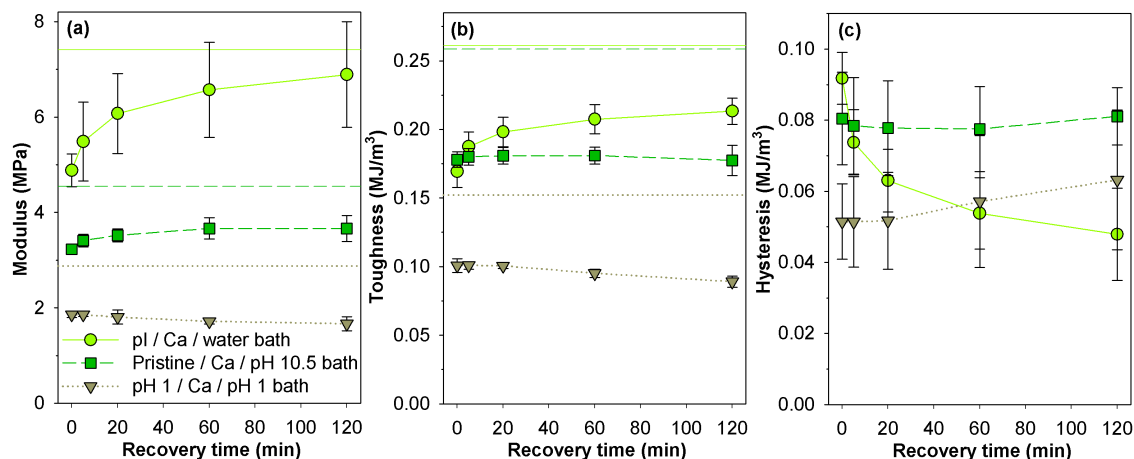 (a)
8
6
4
2
0
Modulus (MPa)
pI / Ca / water bath
Pristine / Ca / pH 10.5 bath
pH 1 / Ca / pH 1 bath
0 20 40 60 80 100 120
Recovery time (min)
(b)
0.25
0.20
0.15
0.10
0.05
0.00
Toughness (MJ/m³)
0 20 40 60 80 100 120
Recovery time (min)
(c)
0.10
0.08
0.06
0.04
0.02
0.00
Hysteresis (MJ/m³)
0 20 40 60 80 100 120
Recovery time (min)